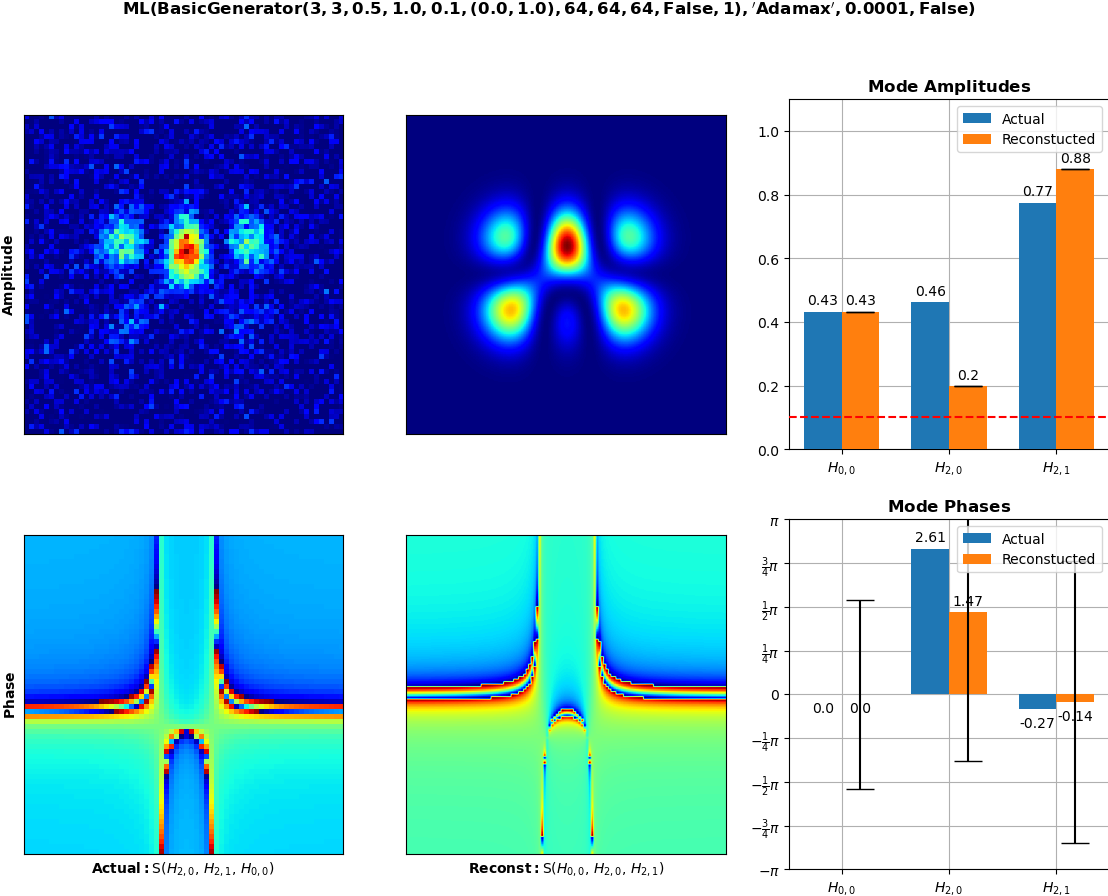 ML(BasicGenerator(3, 3, 0.5, 1.0, 0.1, (0.0, 1.0), 64, 64, 64, False, 1), ′Adamax′, 0.0001, False)
Amplitude
Mode Amplitudes
Actual
Reconstucted
1.0
0.8
0.6
0.4
0.2
0.0
0.43
0.43
0.46
0.2
0.77
0.88
H0,0
H2,0
H2,1
Phase
Actual: S(H2,0, H2,1, H0,0)
Reconst: S(H0,0, H2,0, H2,1)
Mode Phases
Actual
Reconstucted
π
3/4π
1/2π
1/4π
0
−1/4π
−1/2π
−3/4π
−π
0.0
0.0
2.61
1.47
-0.27
-0.14
H0,0
H2,0
H2,1